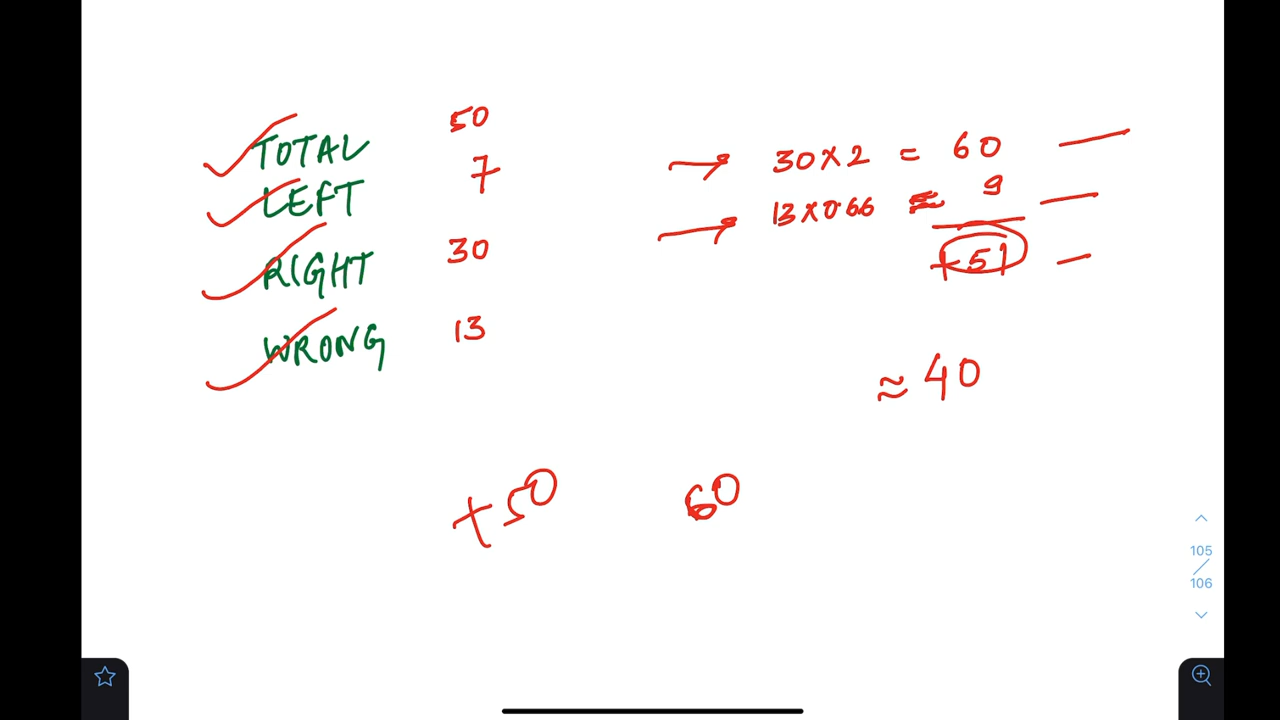 TOTAL 50
LEFT 7
RIGHT 30
WRONG 13
→ 30×2 = 60 —
→ 13×0.66 ≈ 9 —
+51 —
≈ 40
+50 60
105
106